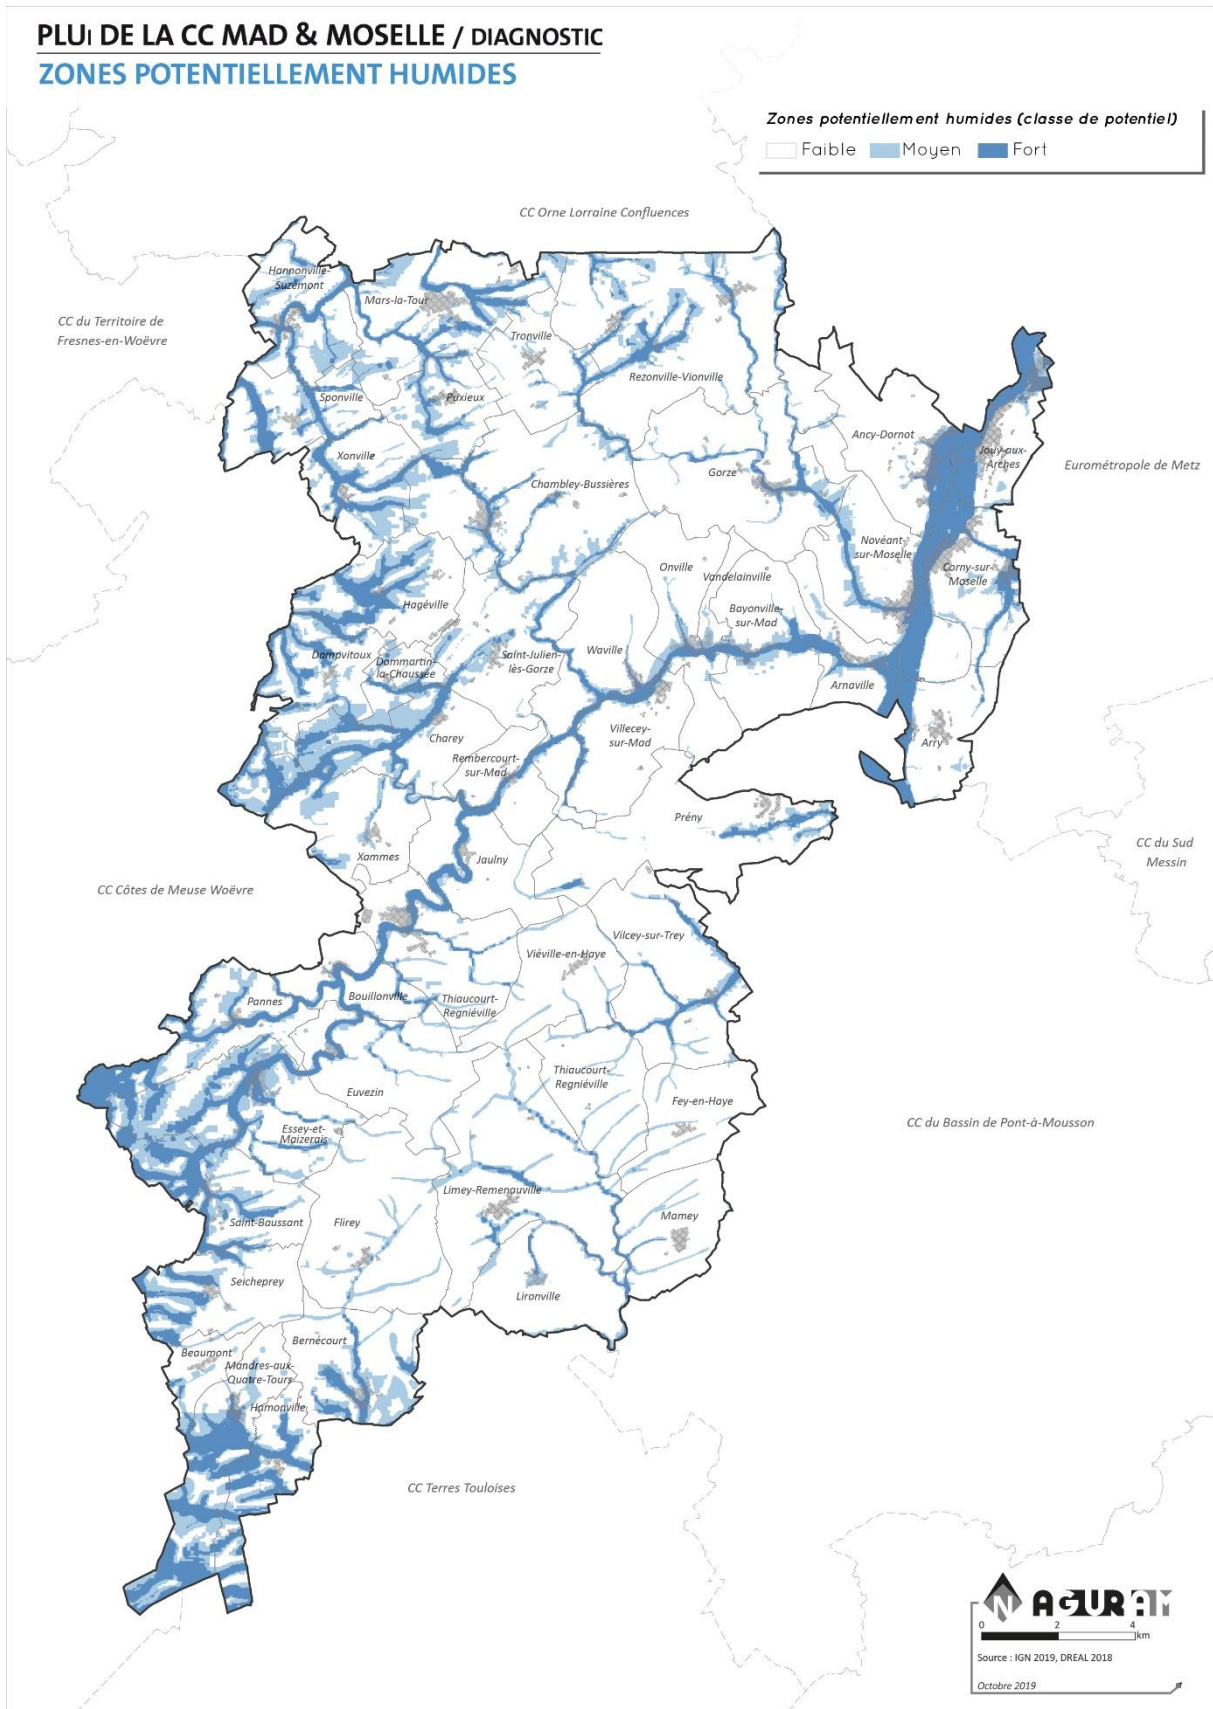 PLUi DE LA CC MAD & MOSELLE / DIAGNOSTIC
ZONES POTENTIELLEMENT HUMIDES
Zones potentiellement humides (classe de potentiel)
Faible Moyen Fort
CC Orne Lorraine Confluences
Hannonville-
Suzémont
Mars-la-Tour
CC du Territoire de
Fresnes-en-Woëvre
Tronville
Rezonville-Vionville
Sponville
Puxieux
Ancy-Dornot
Jouy-aux-
Arches
Xonville
Eurométropole de Metz
Gorze
Chambley-Bussières
Novéant-
sur-Moselle
Corny-sur-
Moselle
Onville
Vandelainville
Hagéville
Bayonville-
sur-Mad
Waville
Dampvitoux
Dommartin-
la-Chaussée
Saint-Julien-
lès-Gorze
Arnaville
Charey
Villecey-
sur-Mad
Arry
Rembercourt-
sur-Mad
Prény
CC du Sud
Messin
Xammes
Jaulny
CC Côtes de Meuse Woëvre
Vilcey-sur-Trey
Viéville-en-Haye
Pannes
Bouillonville
Thiaucourt-
Regniéville
Thiaucourt-
Regniéville
Euvezin
Fey-en-Haye
CC du Bassin de Pont-à-Mousson
Essey-et-
Maizerais
Limey-Remenauville
Saint-Baussant
Flirey
Mamey
Seicheprey
Lironville
Bernécourt
Beaumont
Mandres-aux-
Quatre-Tours
Hamonville
CC Terres Touloises
N AGURAM
0 2 4
km
Source : IGN 2019, DREAL 2018
Octobre 2019